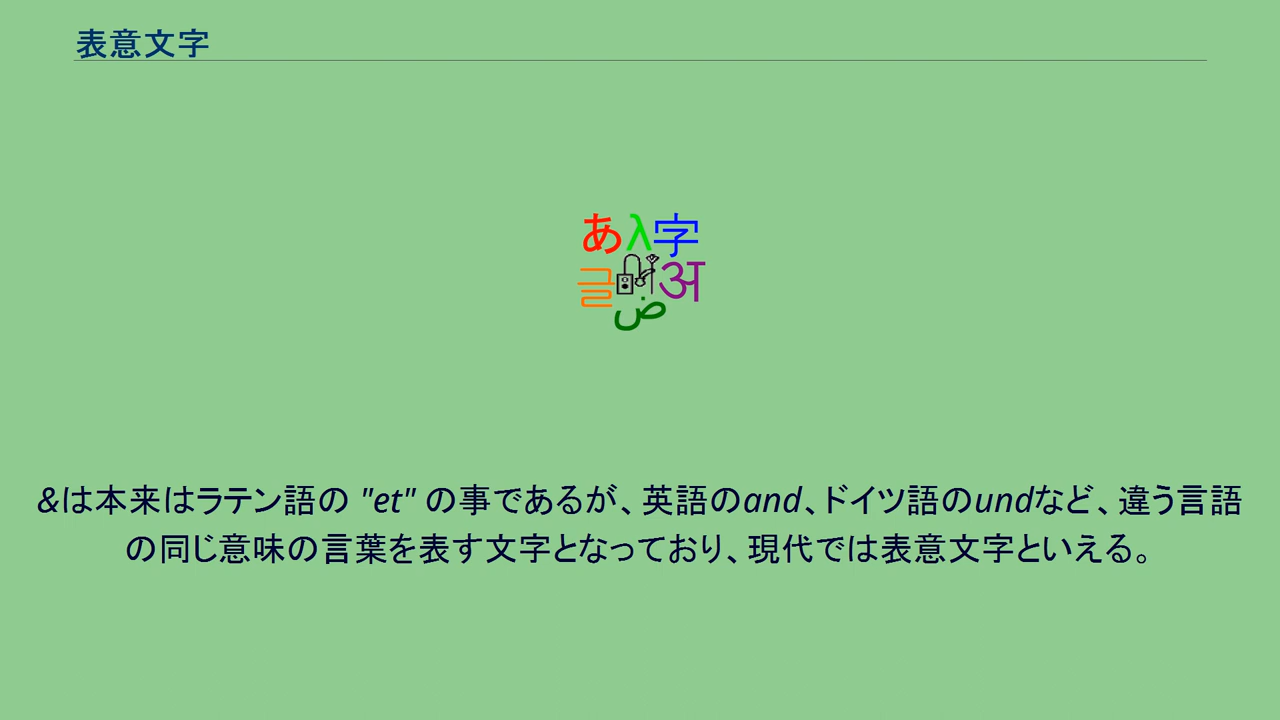 表意文字
あλ字
글अ
ض
&は本来はラテン語の "et" の事であるが、英語のand、ドイツ語のundなど、違う言語
の同じ意味の言葉を表す文字となっており、現代では表意文字といえる。